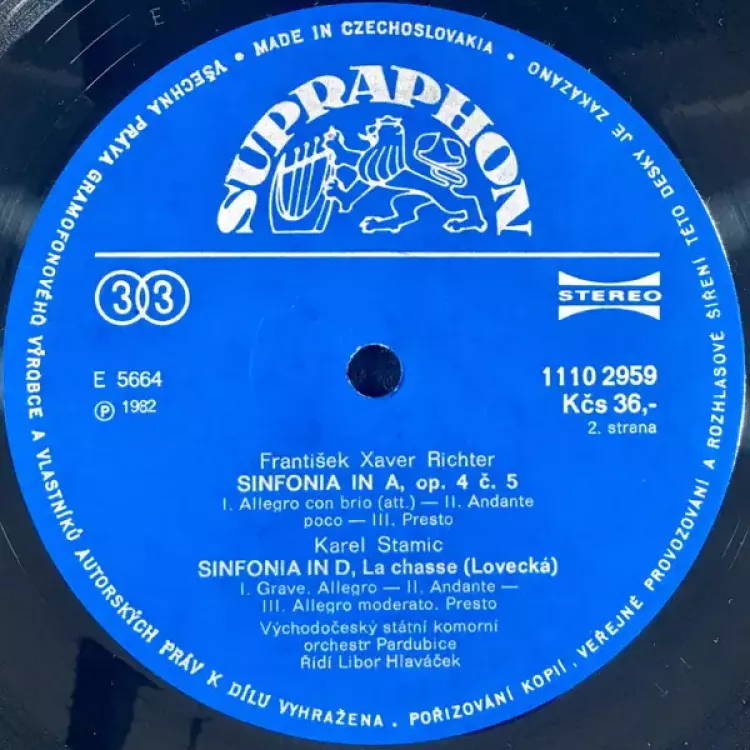 VŠECHNA PRÁVA GRAMOFONOVÉHO VÝROBCE A VLASTNÍKŮ AUTORSKÝCH PRÁV K DÍLU VYHRAŽENA . POŘIZOVÁNÍ KOPIÍ , VEŘEJNÉ PROVOZOVÁNÍ A ROZHLASOVÉ ŠÍŘENÍ TÉTO DESKY JE ZAKÁZÁNO
• MADE IN CZECHOSLOVAKIA •
SUPRAPHON
33
STEREO
E 5664
Ⓟ 1982
1110 2959
Kčs 36,-
2. strana
František Xaver Richter
SINFONIA IN A, op. 4 č. 5
I. Allegro con brio (att.) — II. Andante
poco — III. Presto
Karel Stamic
SINFONIA IN D, La chasse (Lovecká)
I. Grave. Allegro — II. Andante —
III. Allegro moderato. Presto
Východočeský státní komorní
orchestr Pardubice
Řídí Libor Hlaváček